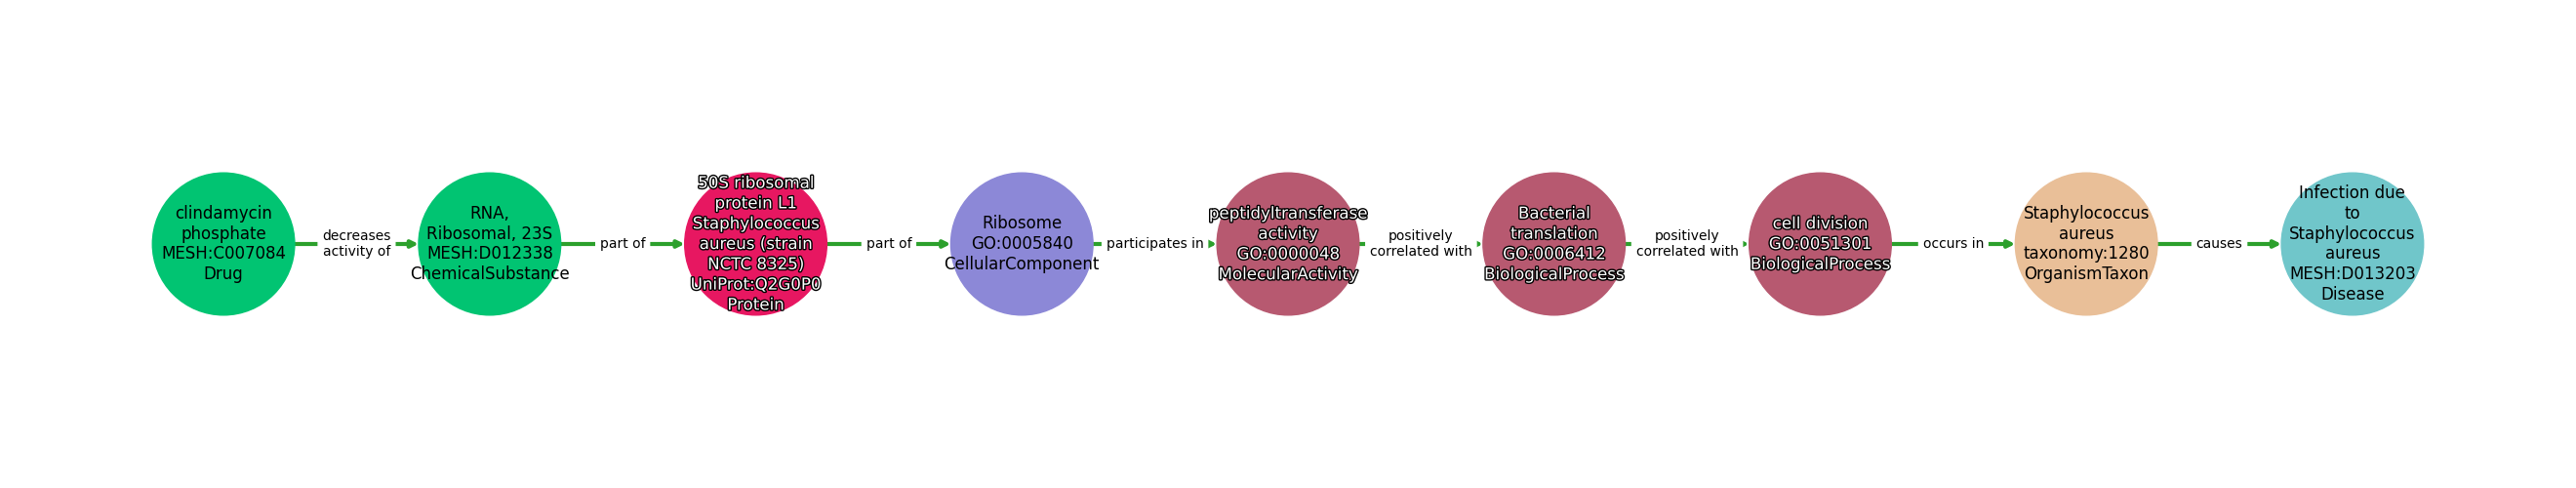 clindamycin
phosphate
MESH:C007084
Drug
decreases
activity of
RNA,
Ribosomal, 23S
MESH:D012338
ChemicalSubstance
part of
50S ribosomal
protein L1
Staphylococcus
aureus (strain
NCTC 8325)
UniProt:Q2G0P0
Protein
part of
Ribosome
GO:0005840
CellularComponent
participates in
peptidyltransferase
activity
GO:0000048
MolecularActivity
positively
correlated with
Bacterial
translation
GO:0006412
BiologicalProcess
positively
correlated with
cell division
GO:0051301
BiologicalProcess
occurs in
Staphylococcus
aureus
taxonomy:1280
OrganismTaxon
causes
Infection due
to
Staphylococcus
aureus
MESH:D013203
Disease